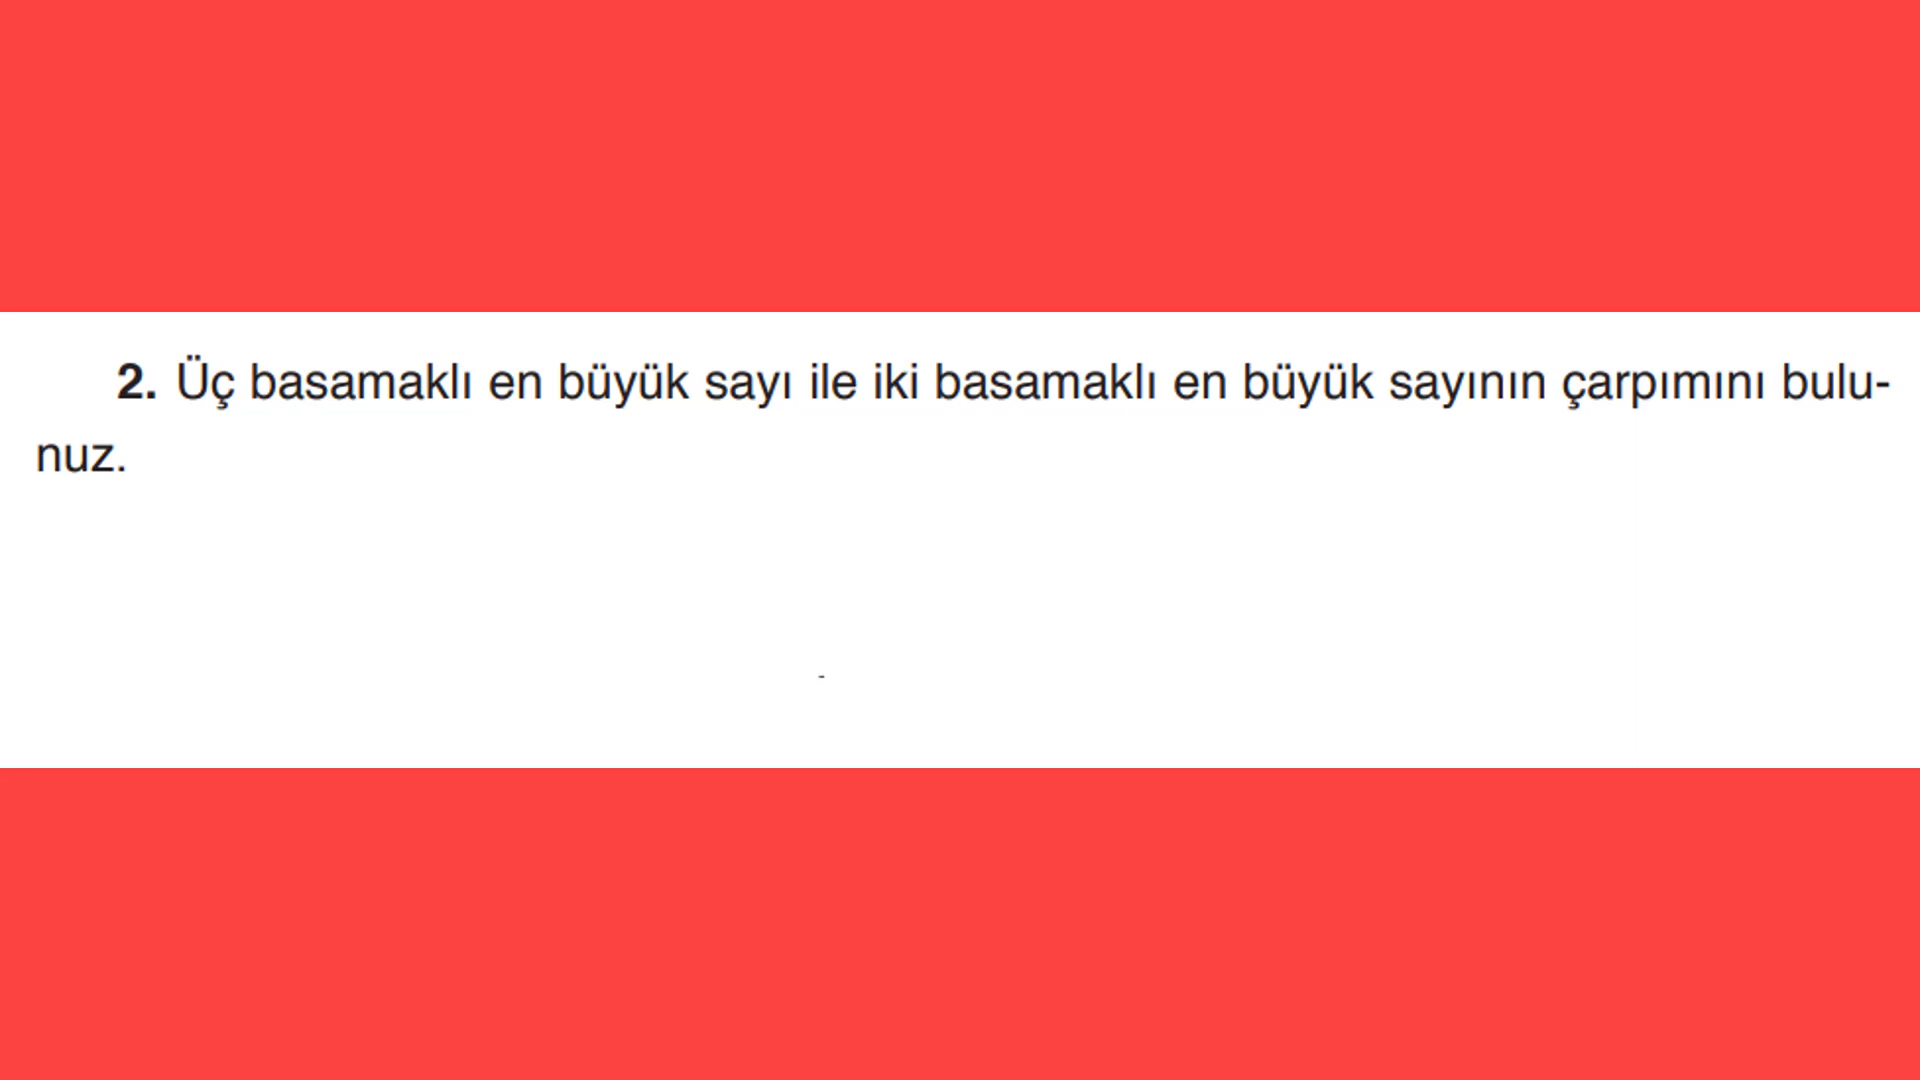 2. Üç basamaklı en büyük sayı ile iki basamaklı en büyük sayının çarpımını bulu-
nuz.